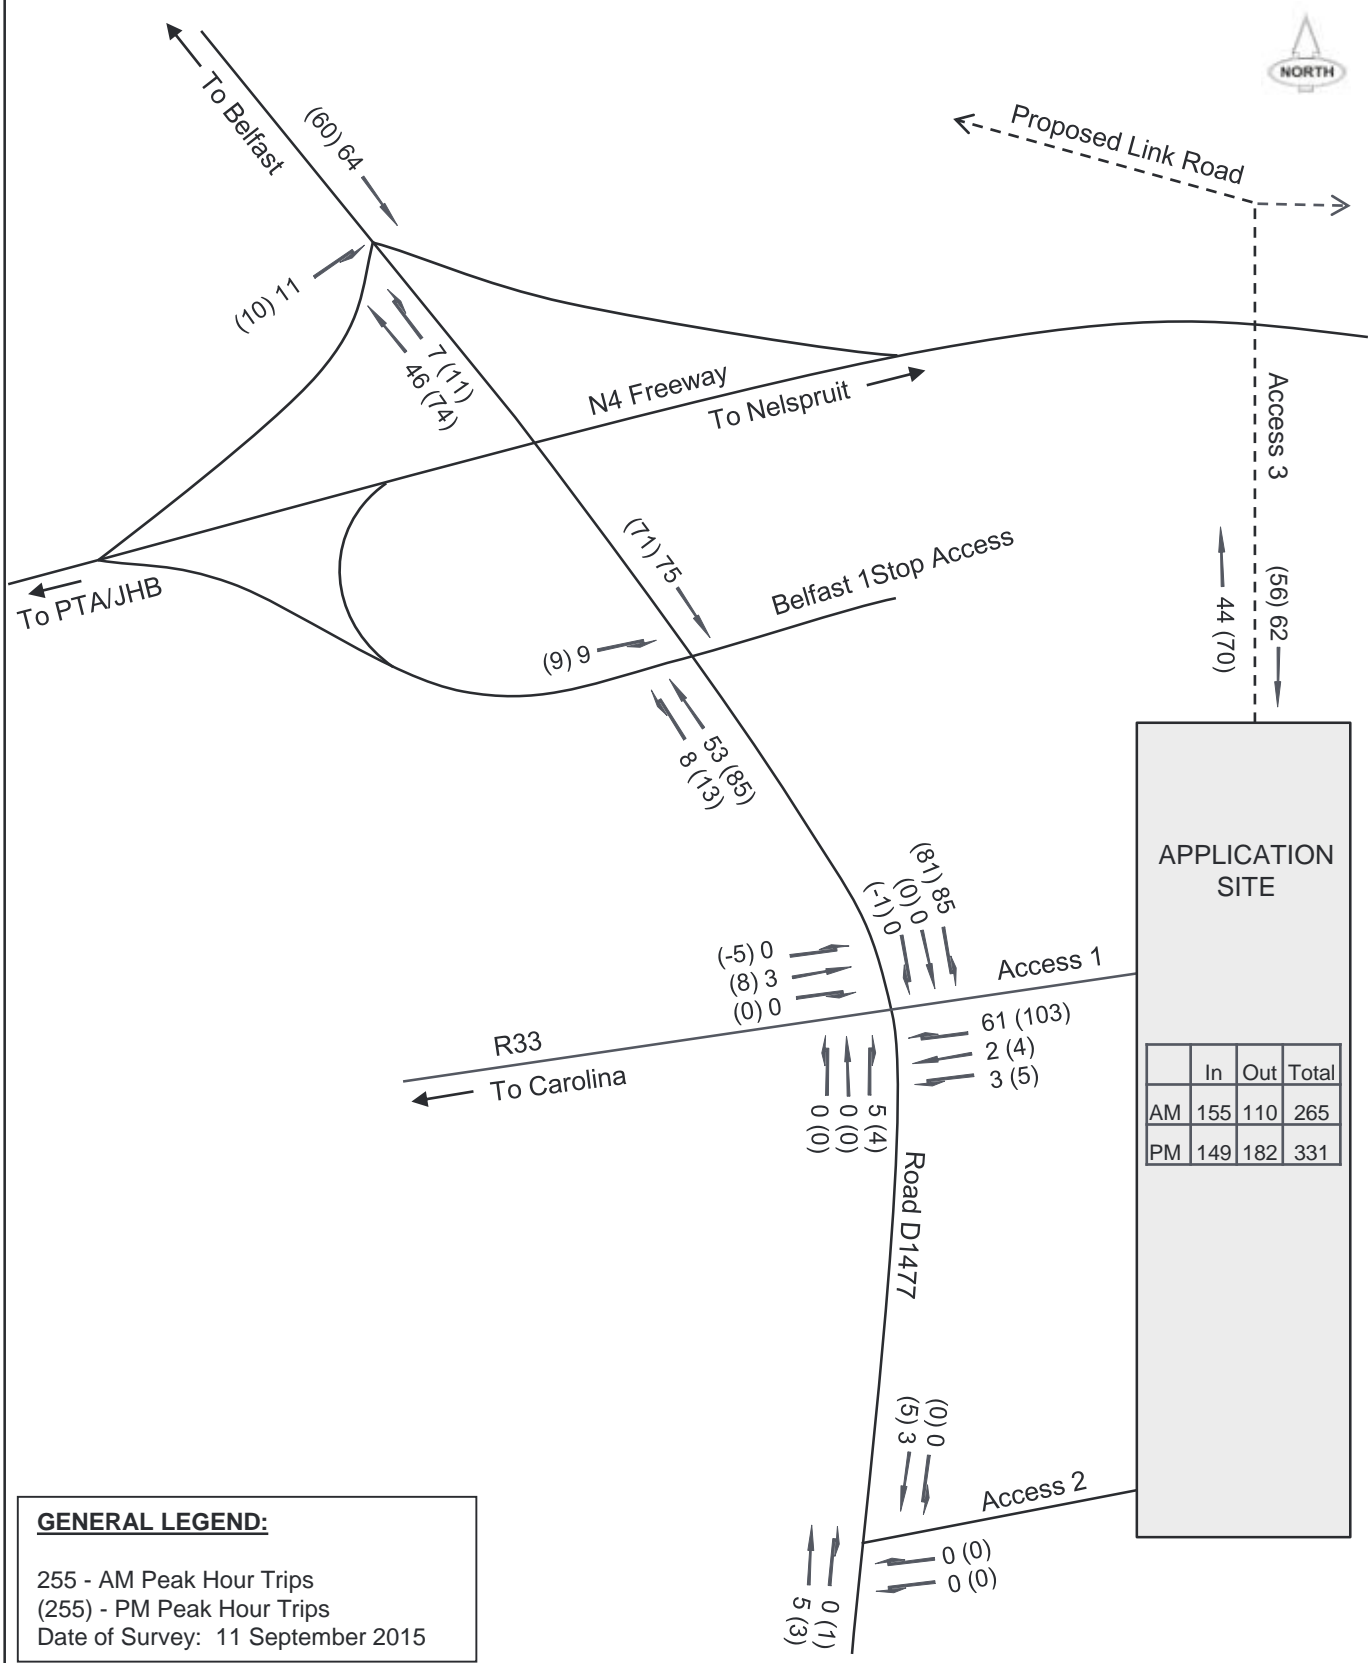 NORTH
To Belfast
(60) 64
Proposed Link Road
(10) 11
7 (11)
46 (74)
N4 Freeway
To Nelspruit
Access 3
To PTA/JHB
(71) 75
Belfast 1Stop Access
(9) 9
44 (70)
(56) 62
53 (85)
8 (13)
APPLICATION
SITE
(81) 85
(0) 0
(-1) 0
(-5) 0
(8) 3
(0) 0
Access 1
61 (103)
2 (4)
3 (5)
R33
To Carolina
0 (0)
0 (0)
5 (4)
In Out Total
AM 155 110 265
PM 149 182 331
Road D1477
(5) 3
(0) 0
Access 2
0 (0)
0 (0)
5 (3)
0 (1)
GENERAL LEGEND:
255 - AM Peak Hour Trips
(255) - PM Peak Hour Trips
Date of Survey: 11 September 2015